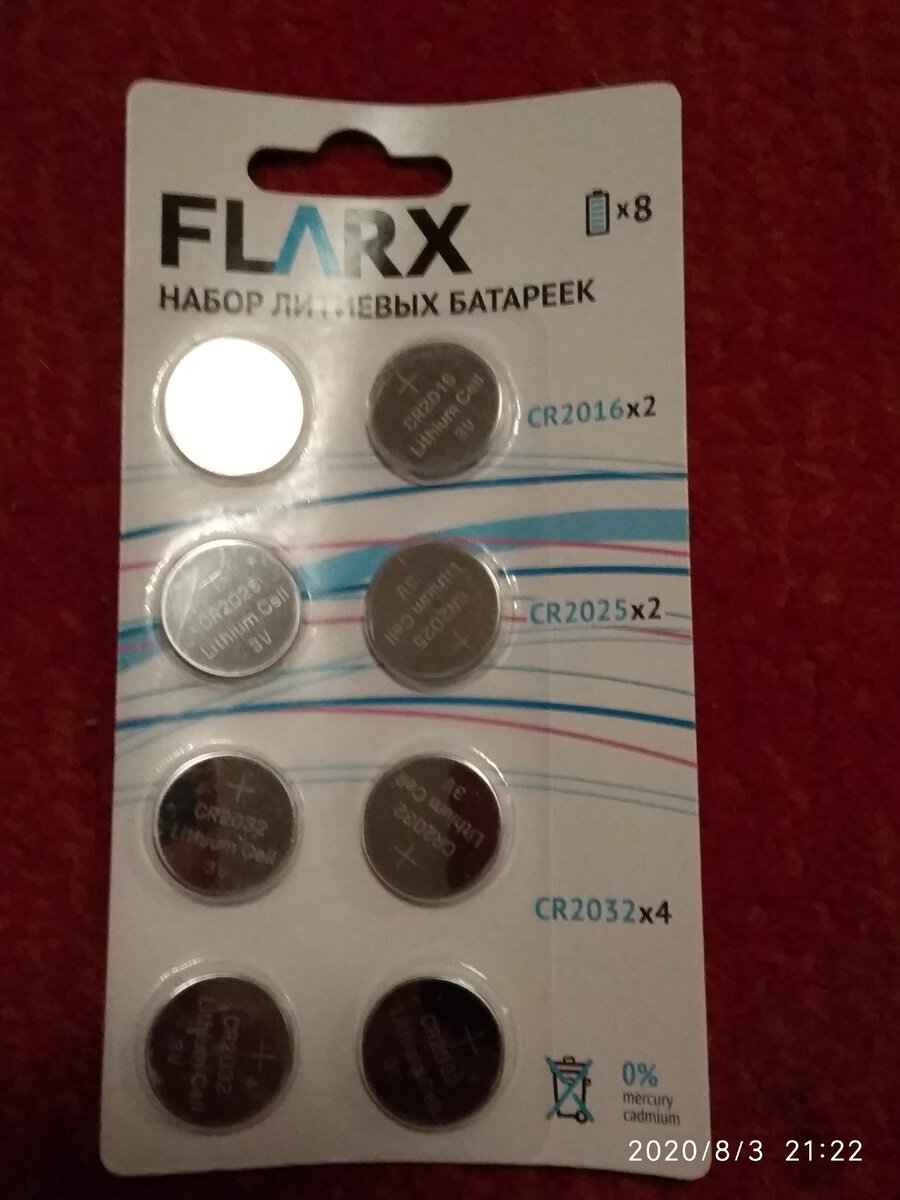 FLARX
x8
НАБОР ЛИТИЕВЫХ БАТАРЕЕК
CR2016
Lithium Cell
3V
CR2016x2
CR2025
Lithium Cell
3V
CR2025
Lithium Cell
3V
CR2025x2
CR2032
Lithium Cell
3V
CR2032
Lithium Cell
3V
CR2032x4
CR2032
Lithium Cell
3V
CR2032
Lithium Cell
0%
mercury
cadmium
2020/8/3 21:22